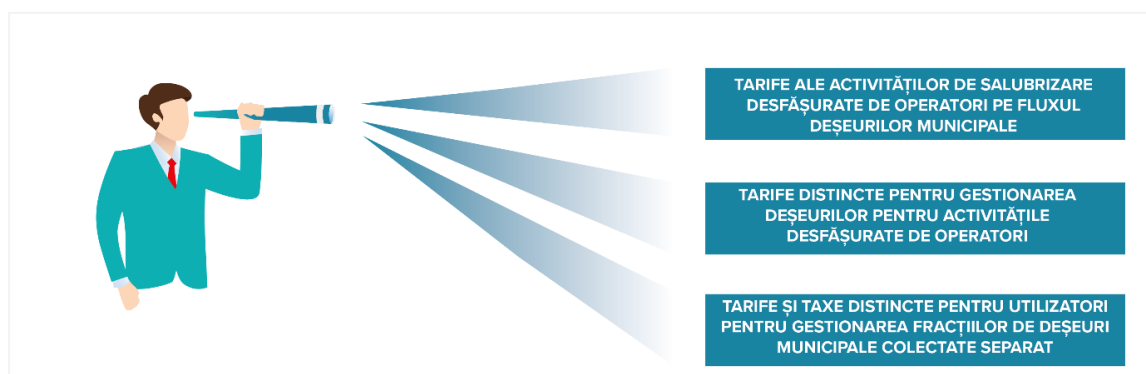 TARIFE ALE ACTIVITĂȚILOR DE SALUBRIZARE
DESFĂȘURATE DE OPERATORI PE FLUXUL
DEȘEURILOR MUNICIPALE
TARIFE DISTINCTE PENTRU GESTIONAREA
DEȘEURILOR PENTRU ACTIVITĂȚILE
DESFĂȘURATE DE OPERATORI
TARIFE ȘI TAXE DISTINCTE PENTRU UTILIZATORI
PENTRU GESTIONAREA FRACȚIILOR DE DEȘEURI
MUNICIPALE COLECTATE SEPARAT